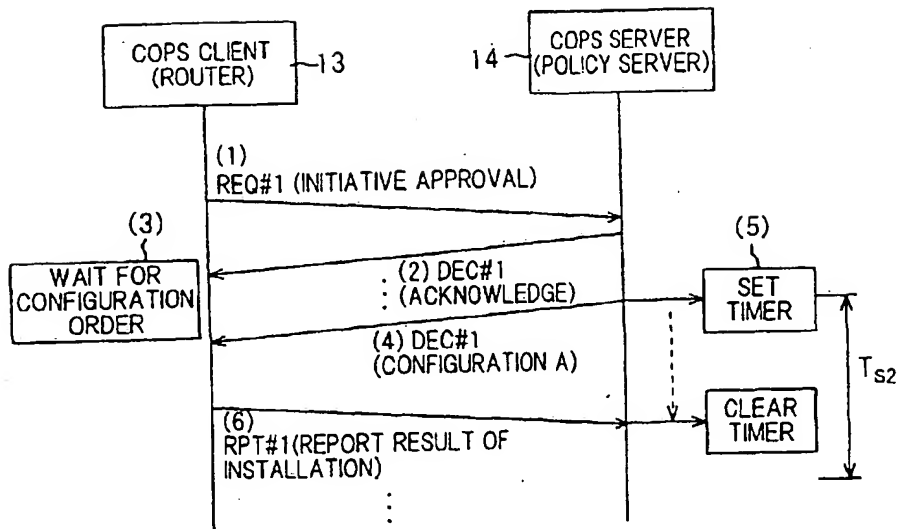 COPS CLIENT
(ROUTER)
13
14
COPS SERVER
(POLICY SERVER)
(1)
REQ#1 (INITIATIVE APPROVAL)
(3)
WAIT FOR
CONFIGURATION
ORDER
(2) DEC#1
(ACKNOWLEDGE)
(5)
SET
TIMER
(4) DEC#1
(CONFIGURATION A)
TS2
CLEAR
TIMER
(6)
RPT#1(REPORT RESULT OF
INSTALLATION)